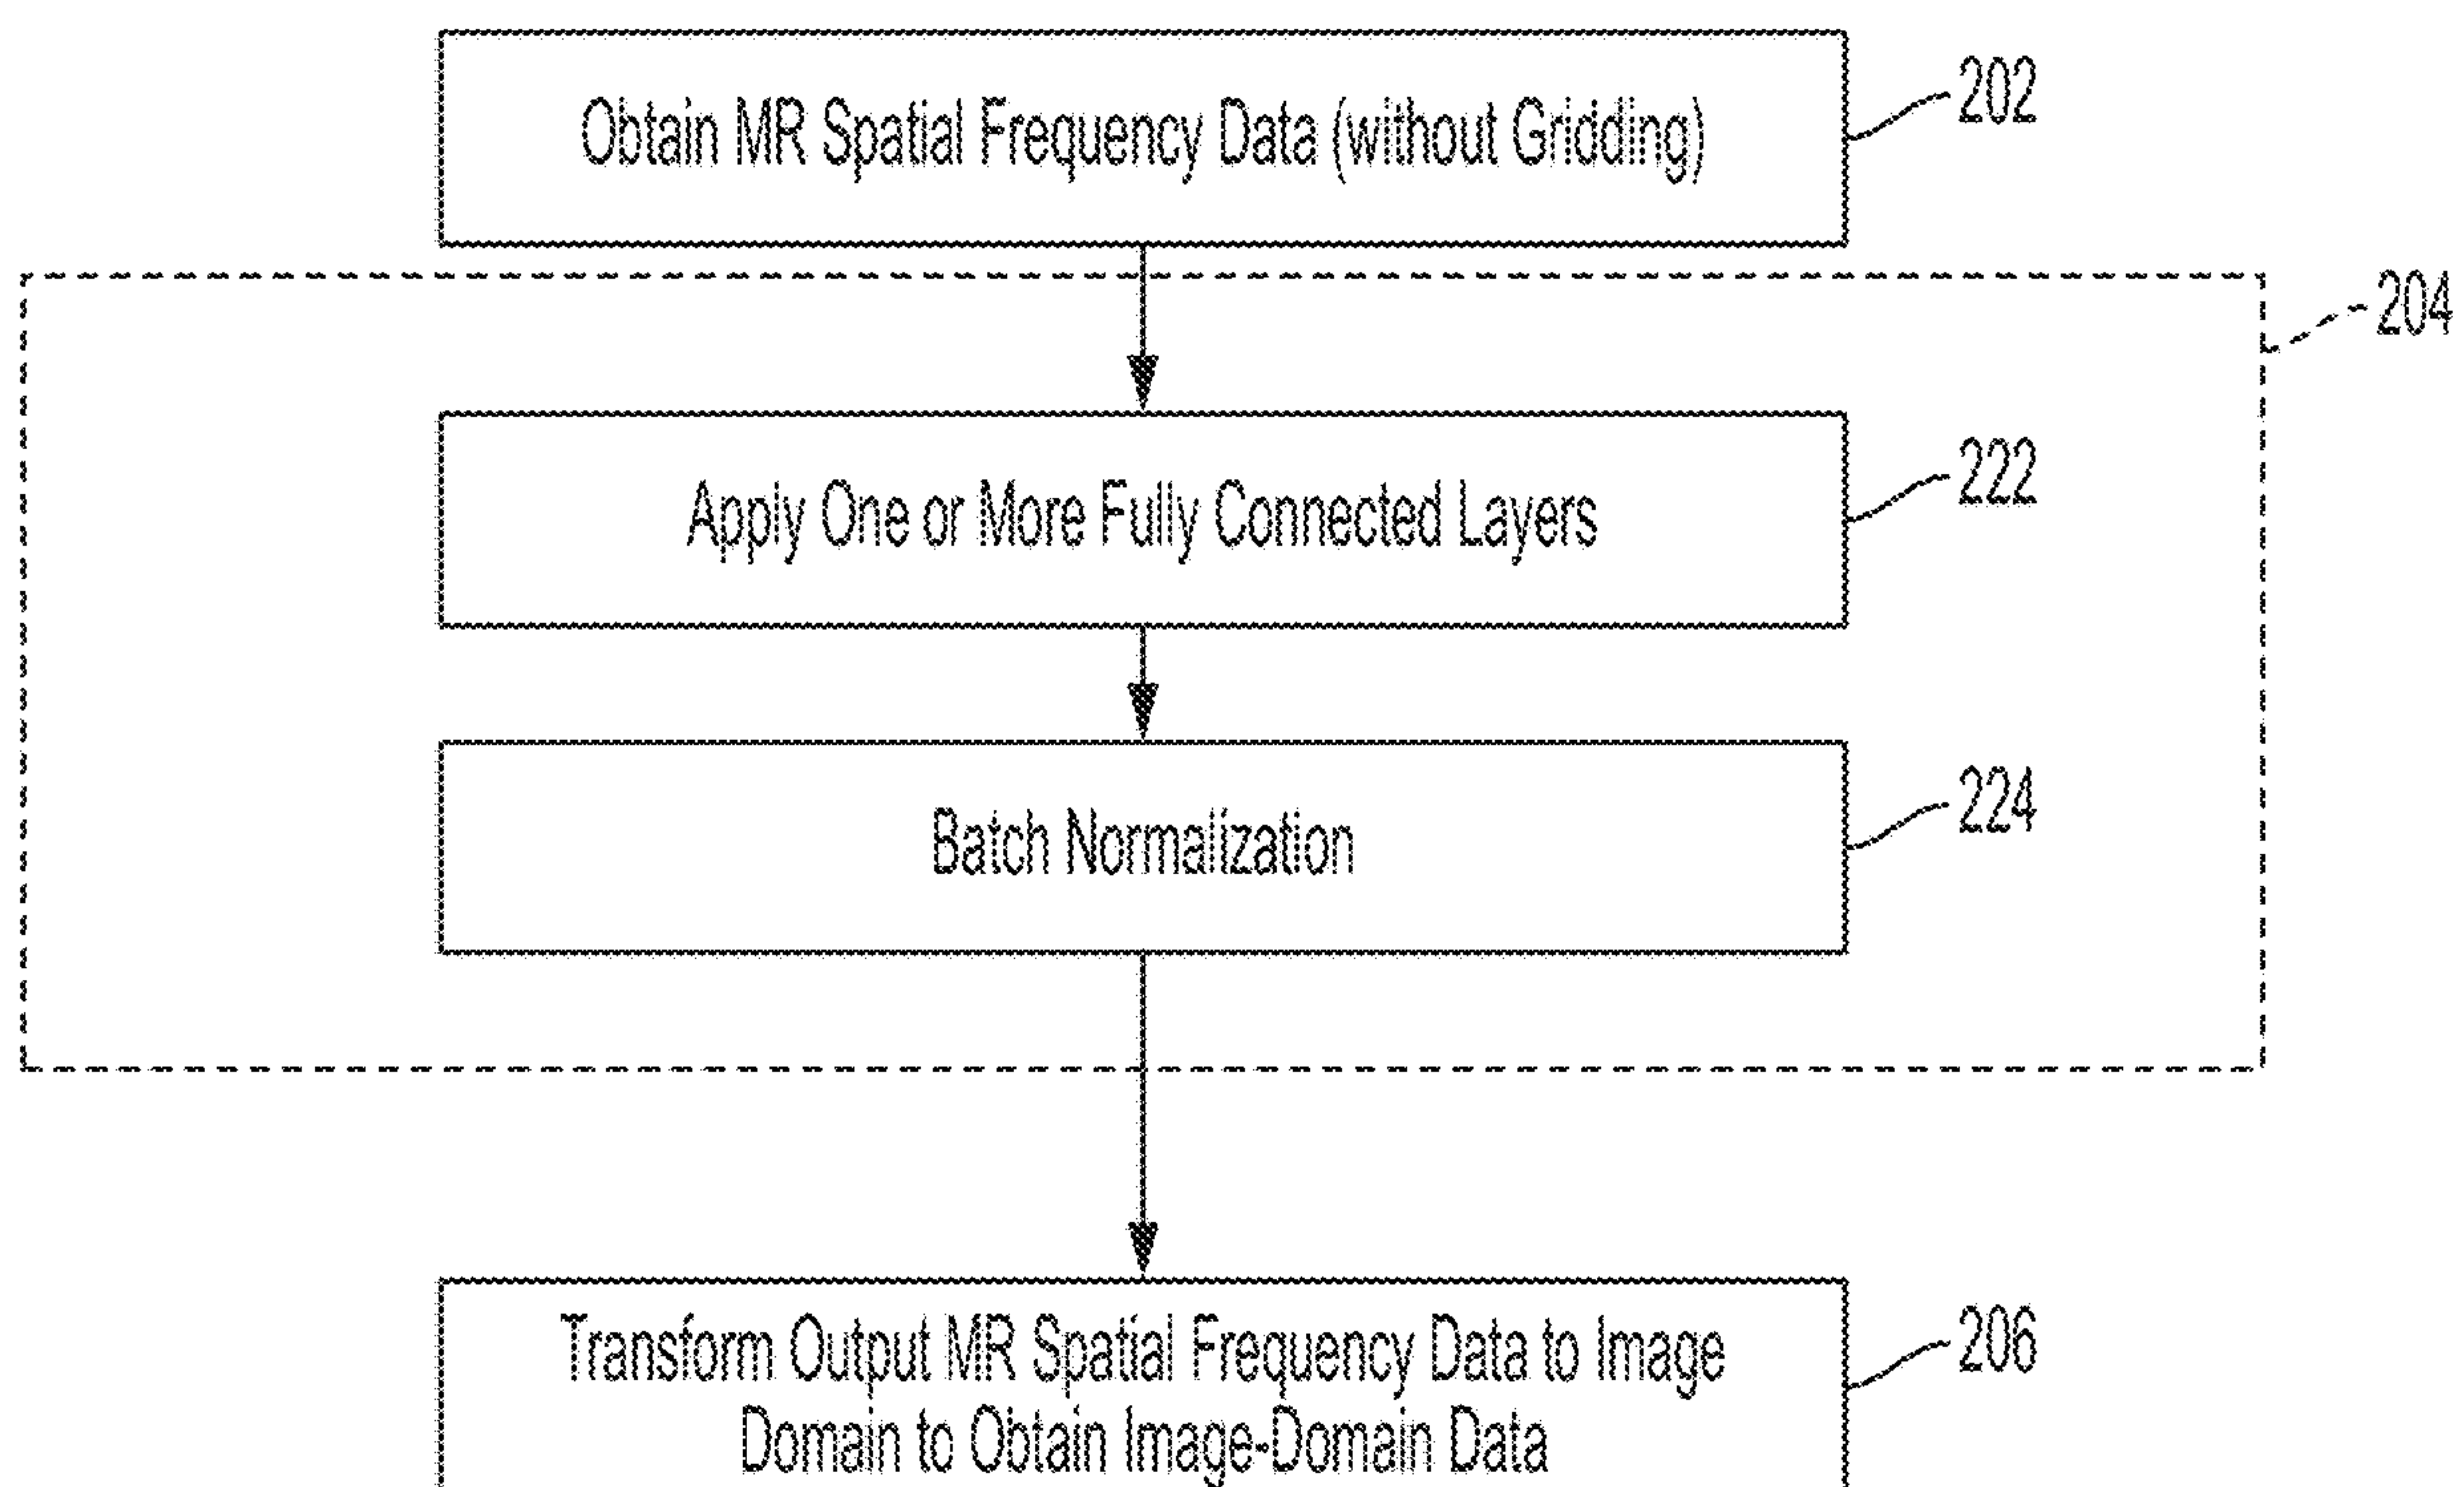 Obtain MR Spatial Frequency Data (without Gridding)
202
204
Apply One or More Fully Connected Layers
222
Batch Normalization
224
Transform Output MR Spatial Frequency Data to Image
Domain to Obtain Image-Domain Data
206